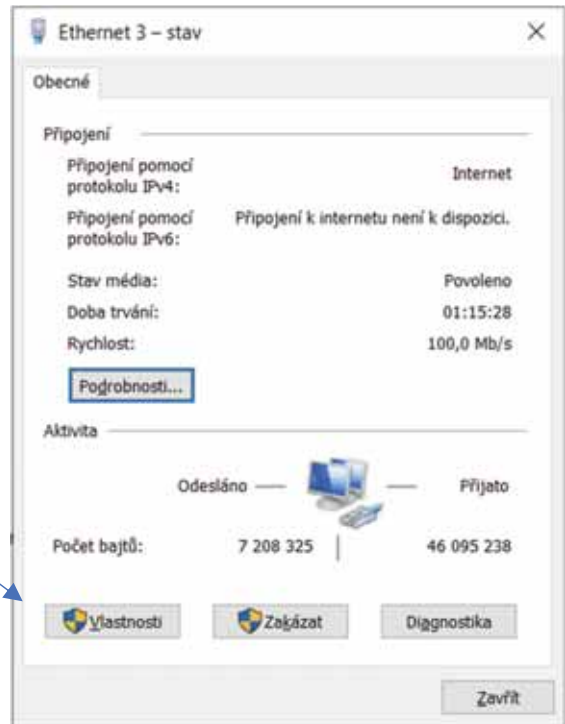 Ethernet 3 – stav
Obecné
Připojení
Připojení pomocí
protokolu IPv4:
Internet
Připojení pomocí
protokolu IPv6:
Připojení k internetu není k dispozici.
Stav média:
Povoleno
Doba trvání:
01:15:28
Rychlost:
100,0 Mb/s
Podrobnosti...
Aktivita
Odesláno
Přijato
Počet bajtů:
7 208 325
46 095 238
Vlastnosti
Zakázat
Diagnostika
Zavřít